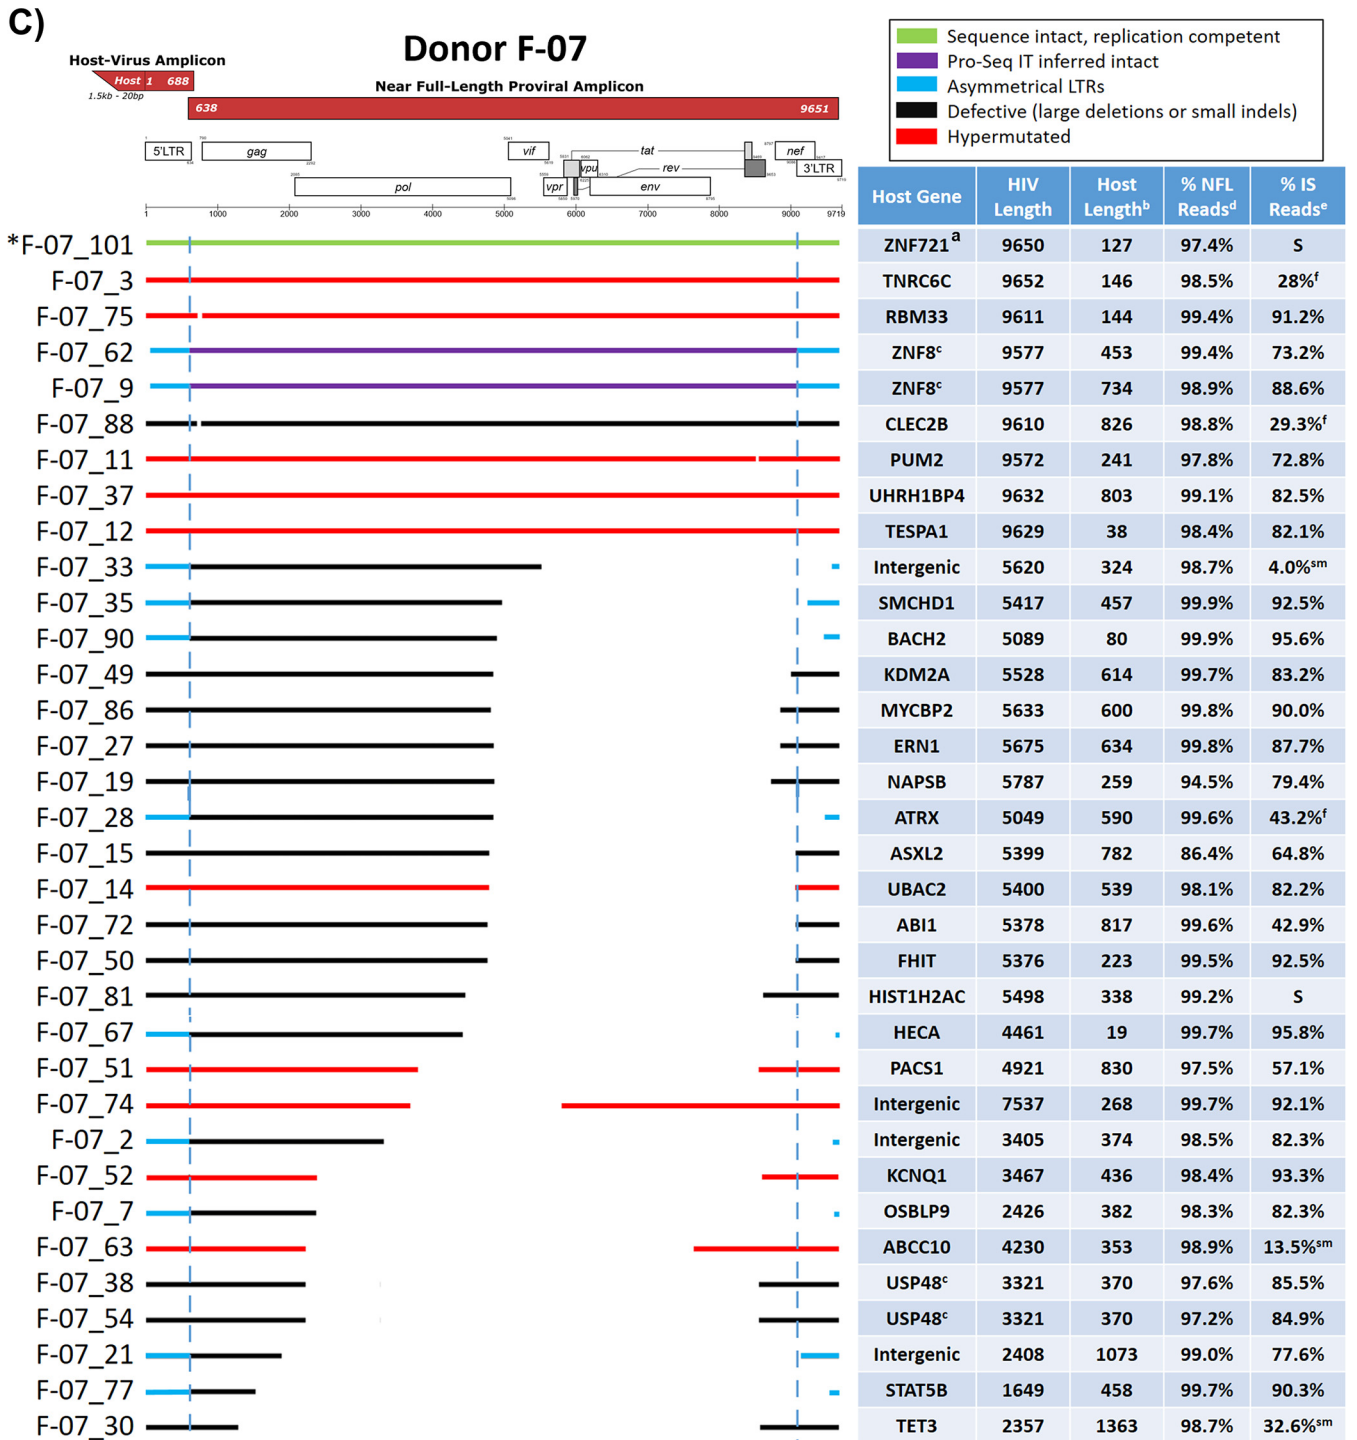 C)
Donor F-07
Host-Virus Amplicon
Host 1 688
1.5kb - 20bp
Near Full-Length Proviral Amplicon
638 9651
Sequence intact, replication competent
Pro-Seq IT inferred intact
Asymmetrical LTRs
Defective (large deletions or small indels)
Hypermutated
5'LTR gag vif tat nef
pol vpr vpu rev env 3'LTR
1 1000 2000 3000 4000 5000 6000 7000 8000 9000 9719
Host Gene HIV Length Host Length^b % NFL Reads^d % IS Reads^e
*F-07_101 ZNF721^a 9650 127 97.4% S
F-07_3 TNRC6C 9652 146 98.5% 28%^f
F-07_75 RBM33 9611 144 99.4% 91.2%
F-07_62 ZNF8^c 9577 453 99.4% 73.2%
F-07_9 ZNF8^c 9577 734 98.9% 88.6%
F-07_88 CLEC2B 9610 826 98.8% 29.3%^f
F-07_11 PUM2 9572 241 97.8% 72.8%
F-07_37 UHRH1BP4 9632 803 99.1% 82.5%
F-07_12 TESPA1 9629 38 98.4% 82.1%
F-07_33 Intergenic 5620 324 98.7% 4.0%^sm
F-07_35 SMCHD1 5417 457 99.9% 92.5%
F-07_90 BACH2 5089 80 99.9% 95.6%
F-07_49 KDM2A 5528 614 99.7% 83.2%
F-07_86 MYCBP2 5633 600 99.8% 90.0%
F-07_27 ERN1 5675 634 99.8% 87.7%
F-07_19 NAPSB 5787 259 94.5% 79.4%
F-07_28 ATRX 5049 590 99.6% 43.2%^f
F-07_15 ASXL2 5399 782 86.4% 64.8%
F-07_14 UBAC2 5400 539 98.1% 82.2%
F-07_72 ABI1 5378 817 99.6% 42.9%
F-07_50 FHIT 5376 223 99.5% 92.5%
F-07_81 HIST1H2AC 5498 338 99.2% S
F-07_67 HECA 4461 19 99.7% 95.8%
F-07_51 PACS1 4921 830 97.5% 57.1%
F-07_74 Intergenic 7537 268 99.7% 92.1%
F-07_2 Intergenic 3405 374 98.5% 82.3%
F-07_52 KCNQ1 3467 436 98.4% 93.3%
F-07_7 OSBLP9 2426 382 98.3% 82.3%
F-07_63 ABCC10 4230 353 98.9% 13.5%^sm
F-07_38 USP48^c 3321 370 97.6% 85.5%
F-07_54 USP48^c 3321 370 97.2% 84.9%
F-07_21 Intergenic 2408 1073 99.0% 77.6%
F-07_77 STAT5B 1649 458 99.7% 90.3%
F-07_30 TET3 2357 1363 98.7% 32.6%^sm